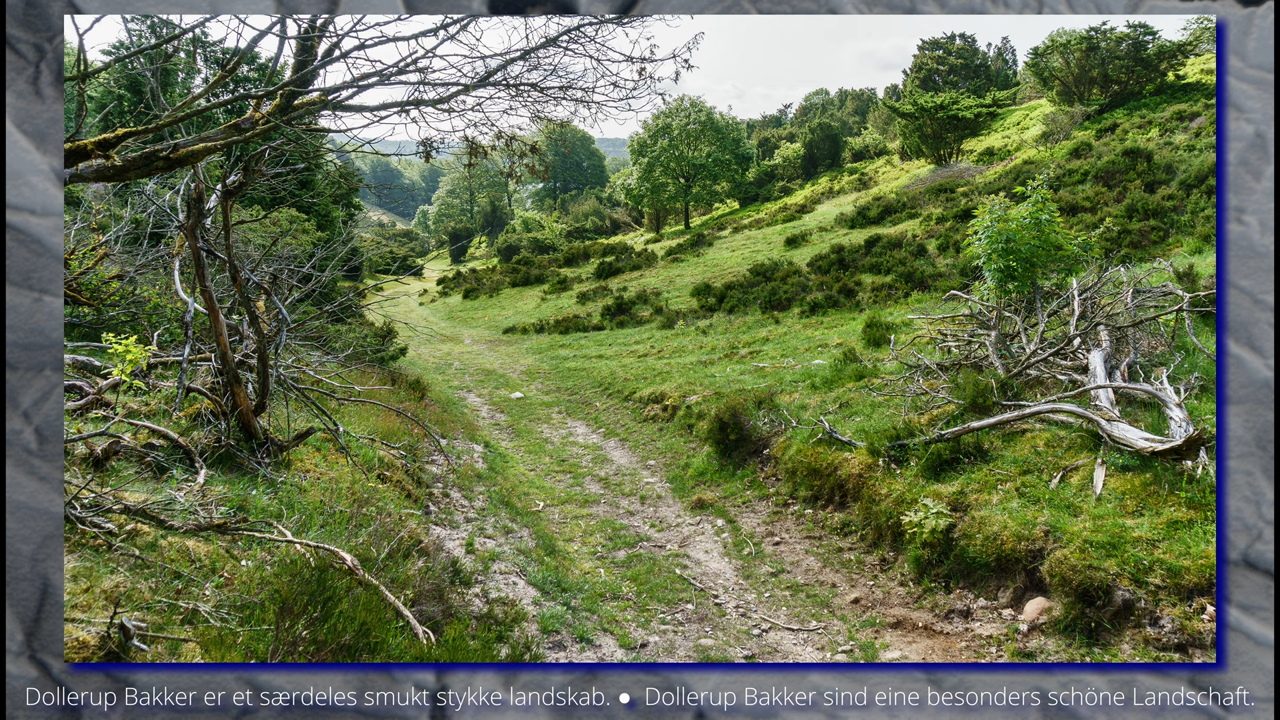 Dollerup Bakker er et særdeles smukt stykke landskab. ● Dollerup Bakker sind eine besonders schöne Landschaft.